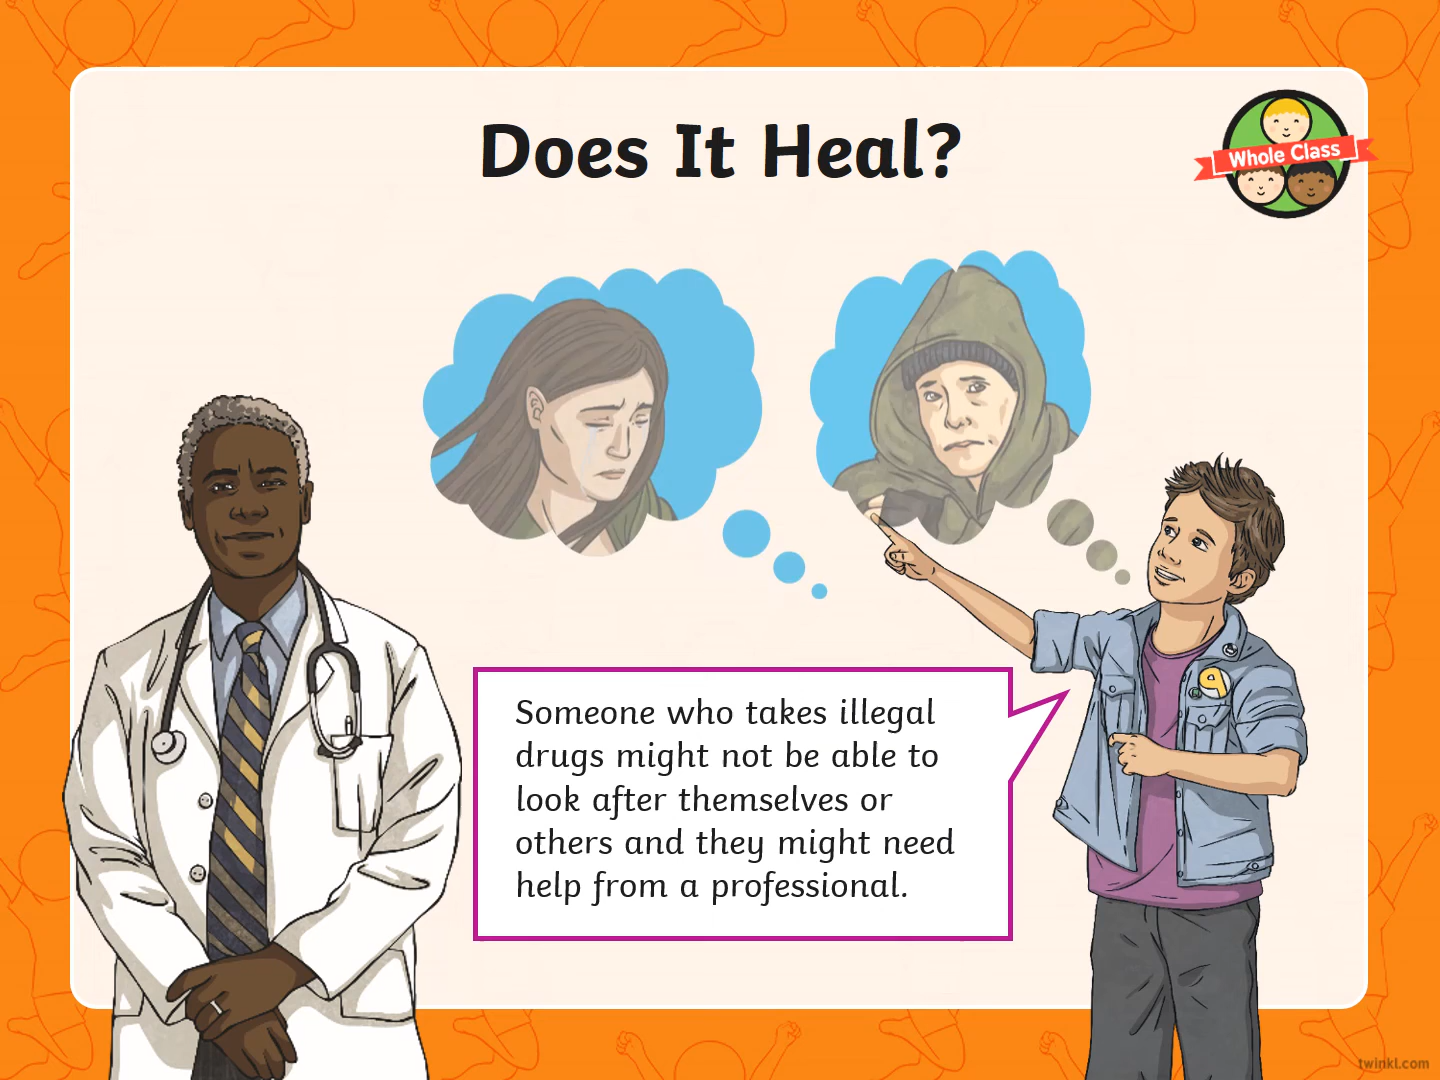 Does It Heal?
Whole Class
Someone who takes illegal
drugs might not be able to
look after themselves or
others and they might need
help from a professional.
twinkl.com